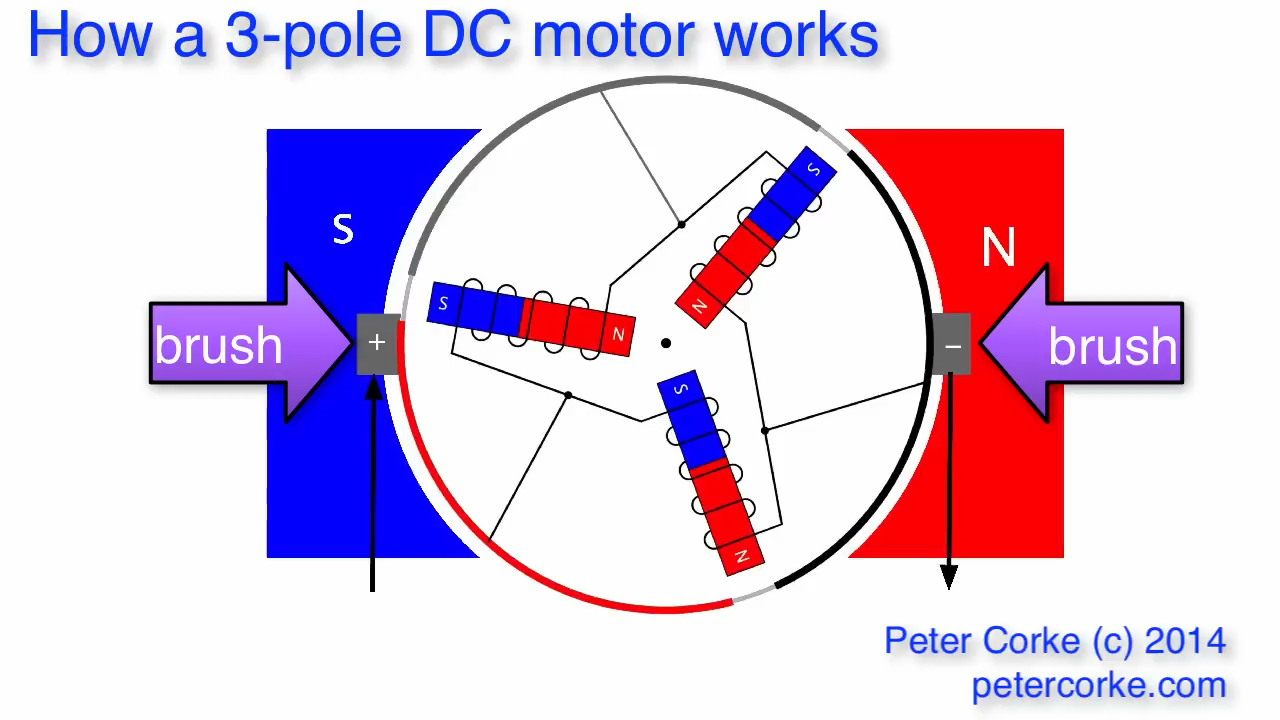 How a 3-pole DC motor works
S
N
S
N
S
N
S
N
brush
+
−
brush
Peter Corke (c) 2014
petercorke.com